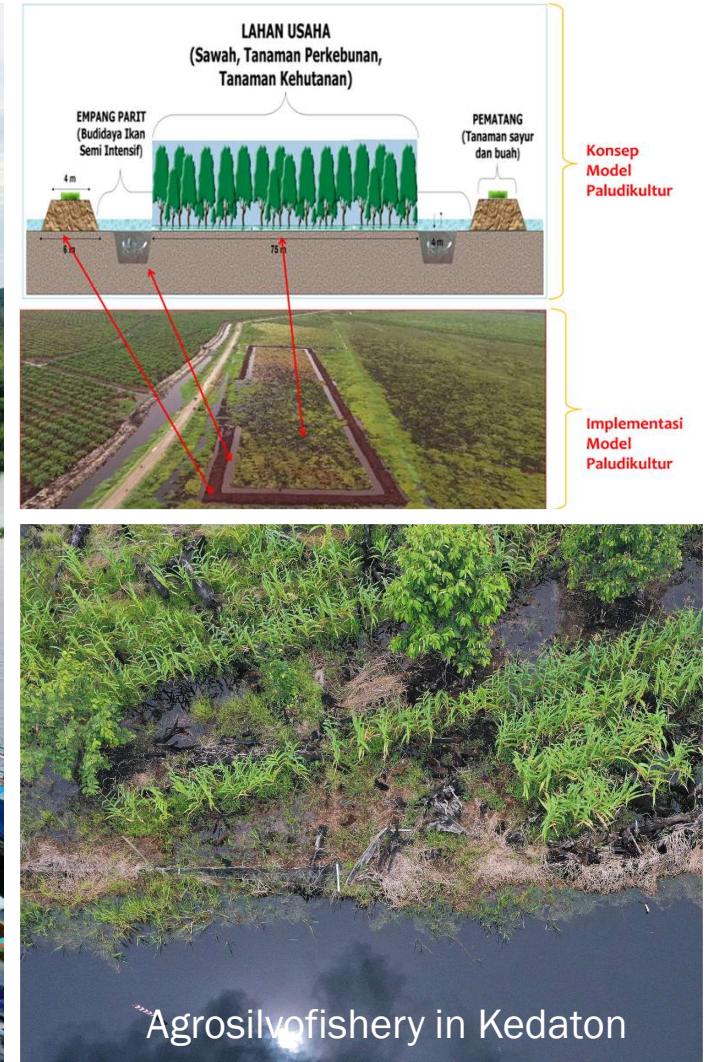 LAHAN USAHA
(Sawah, Tanaman Perkebunan,
Tanaman Kehutanan)
EMPANG PARIT
(Budidaya Ikan
Semi Intensif)
PEMATANG
(Tanaman sayur
dan buah)
4 m
6 m
75 m
4 m
Konsep
Model
Paludikultur
Implementasi
Model
Paludikultur
Agrosilvofishery in Kedaton